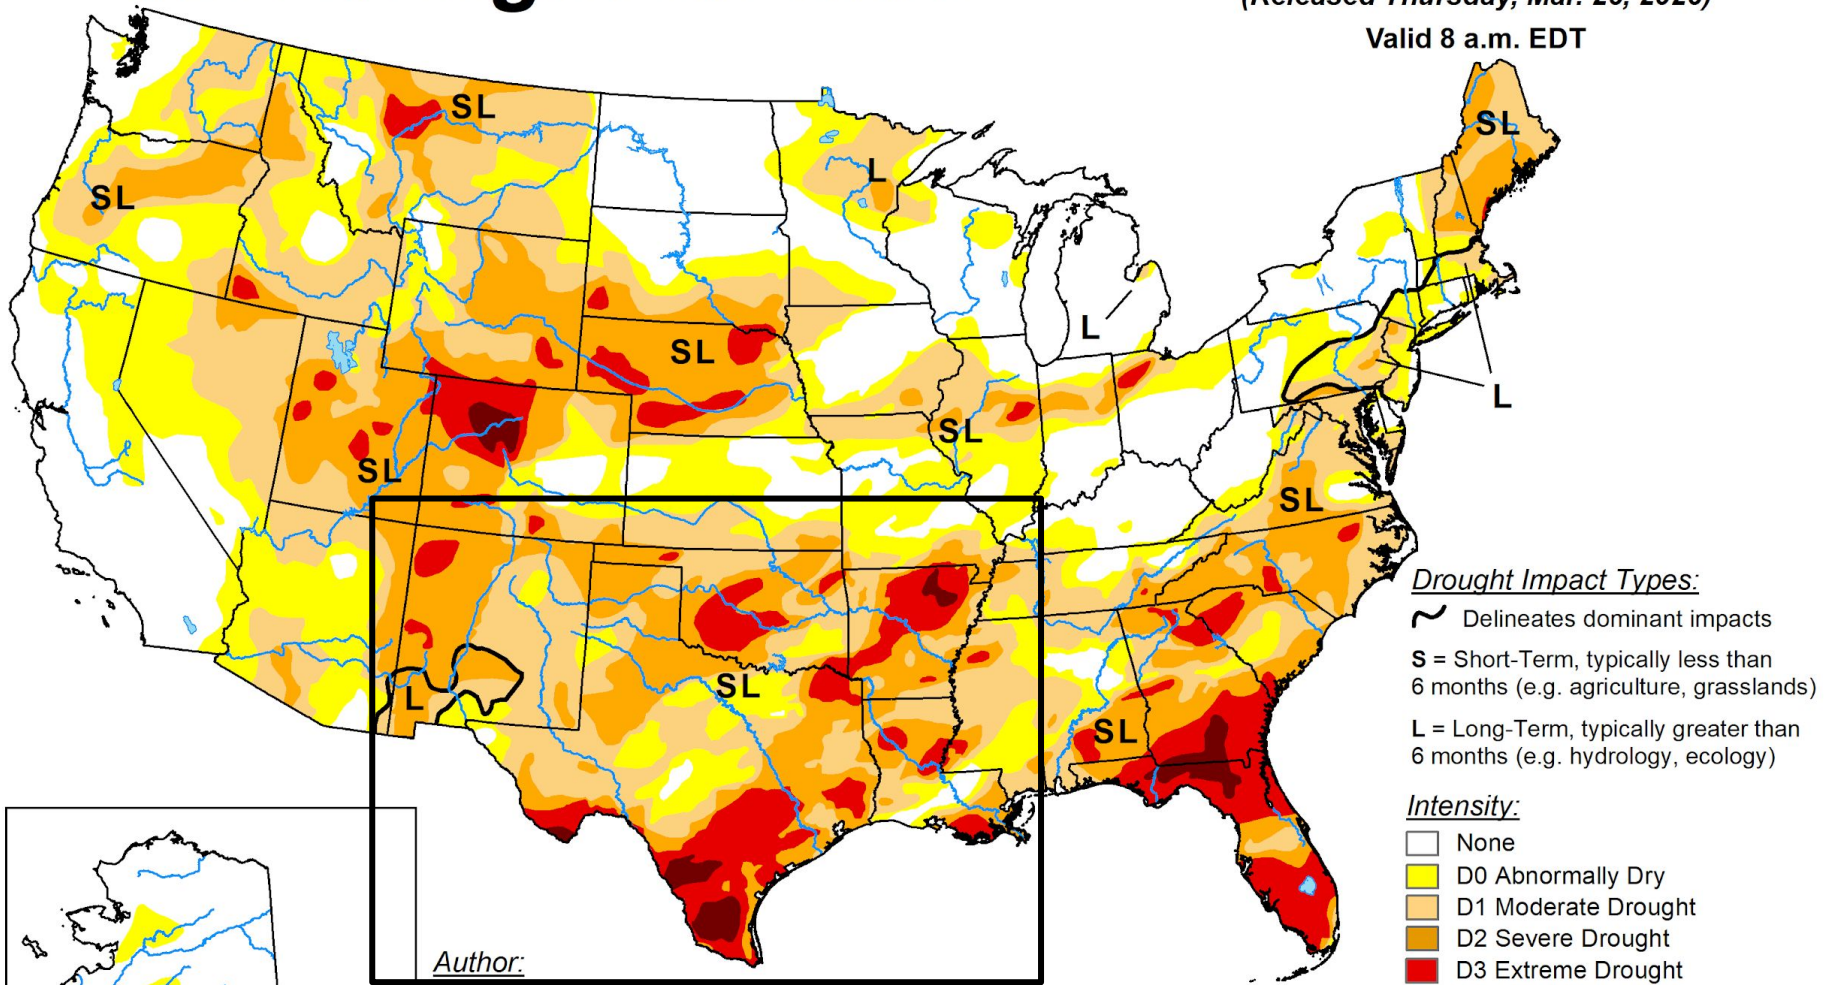 Valid 8 a.m. EDT
SL
SL
SL
L
SL
L
SL
SL
L
SL
SL
SL
L
SL
Drought Impact Types:
Delineates dominant impacts
S = Short-Term, typically less than
6 months (e.g. agriculture, grasslands)
L = Long-Term, typically greater than
6 months (e.g. hydrology, ecology)
Intensity:
None
D0 Abnormally Dry
D1 Moderate Drought
D2 Severe Drought
D3 Extreme Drought
Author: